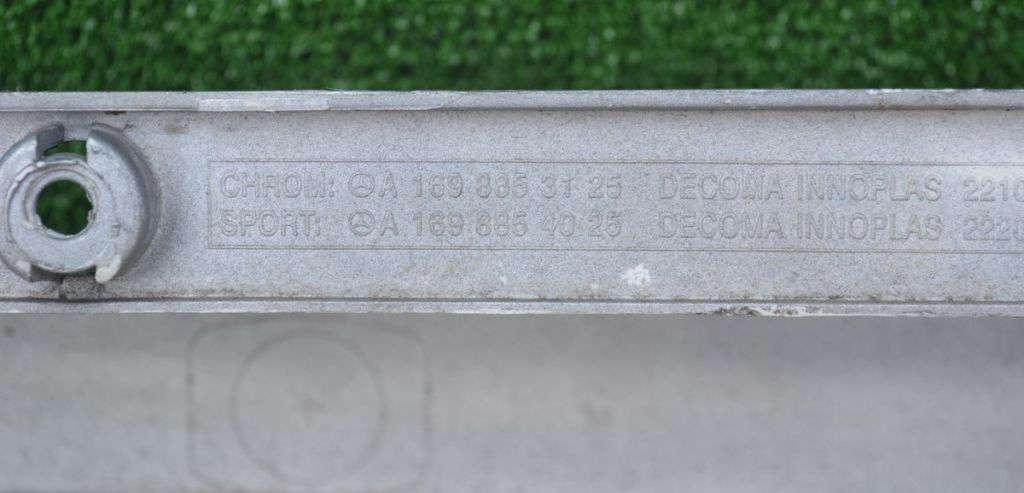 CHROM: A 169 885 31 25 DECOMA INNOPLAS
SPORT: A 169 885 40 25 DECOMA INNOPLAS